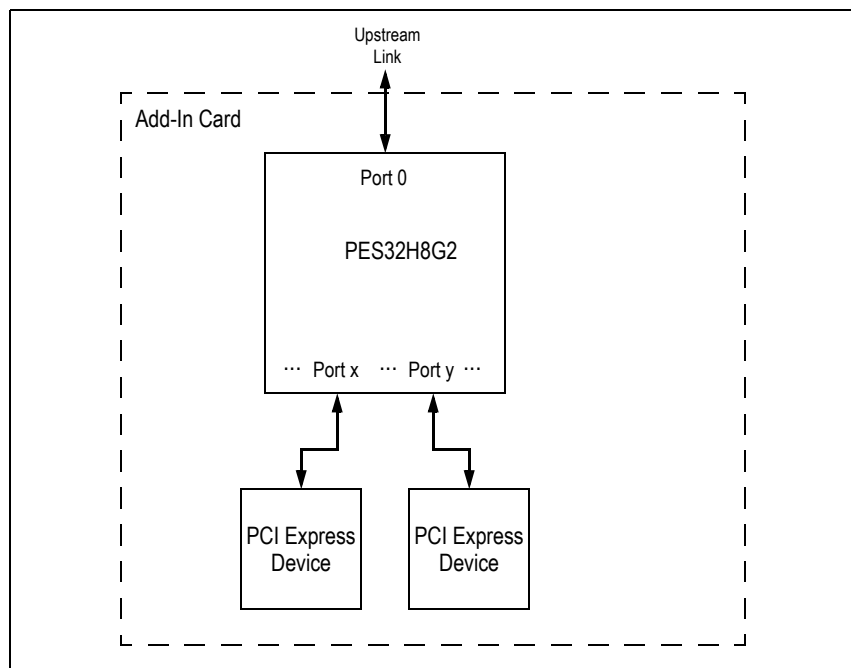 Upstream
Link
Add-In Card
Port 0
PES32H8G2
··· Port x ··· Port y ···
PCI Express
Device
PCI Express
Device